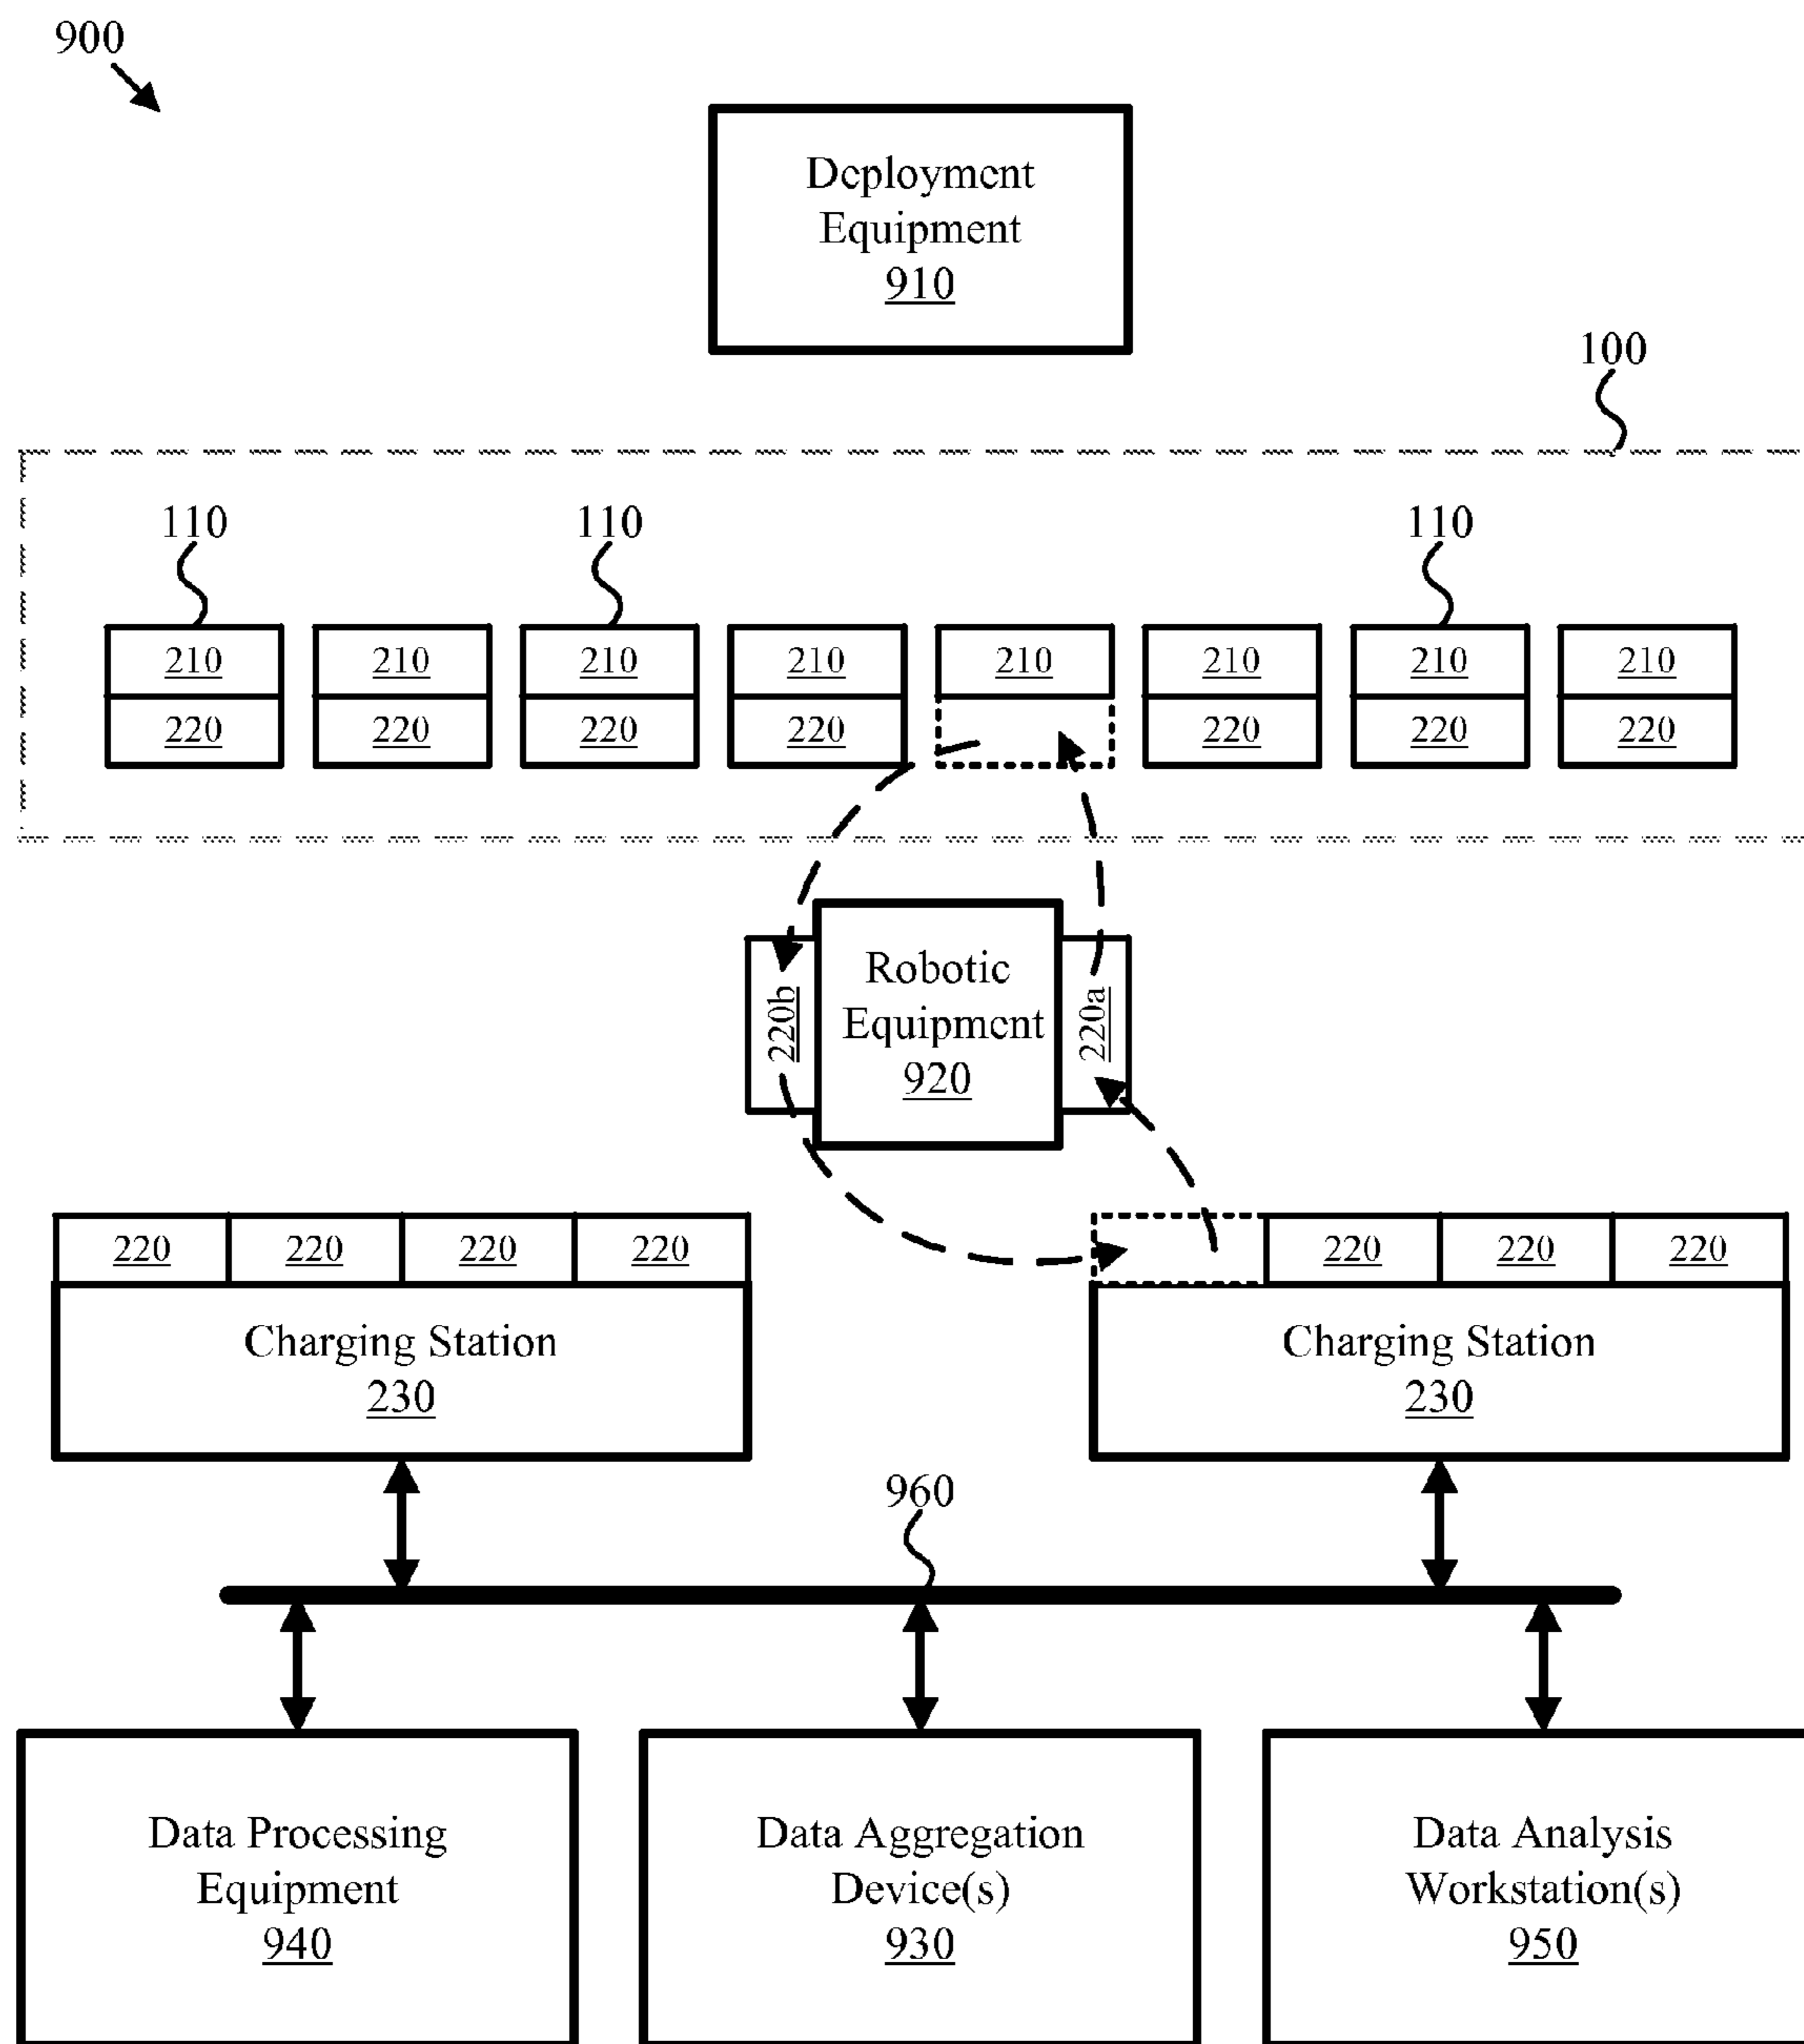 900
Deployment
Equipment
910
100
110 110 110
210 210 210 210 210 210 210 210
220 220 220 220 220 220 220
220b
Robotic
Equipment
920
220a
220 220 220 220
220 220 220
Charging Station
230
Charging Station
230
960
Data Processing
Equipment
940
Data Aggregation
Device(s)
930
Data Analysis
Workstation(s)
950